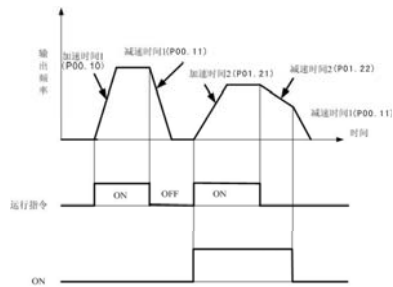 输出频率
加速时间1
(P00.10)
减速时间1(P00.11)
加速时间2(P01.21)
减速时间2(P01.22)
减速时间1(P00.11)
时间
运行指令
ON
OFF
ON
ON